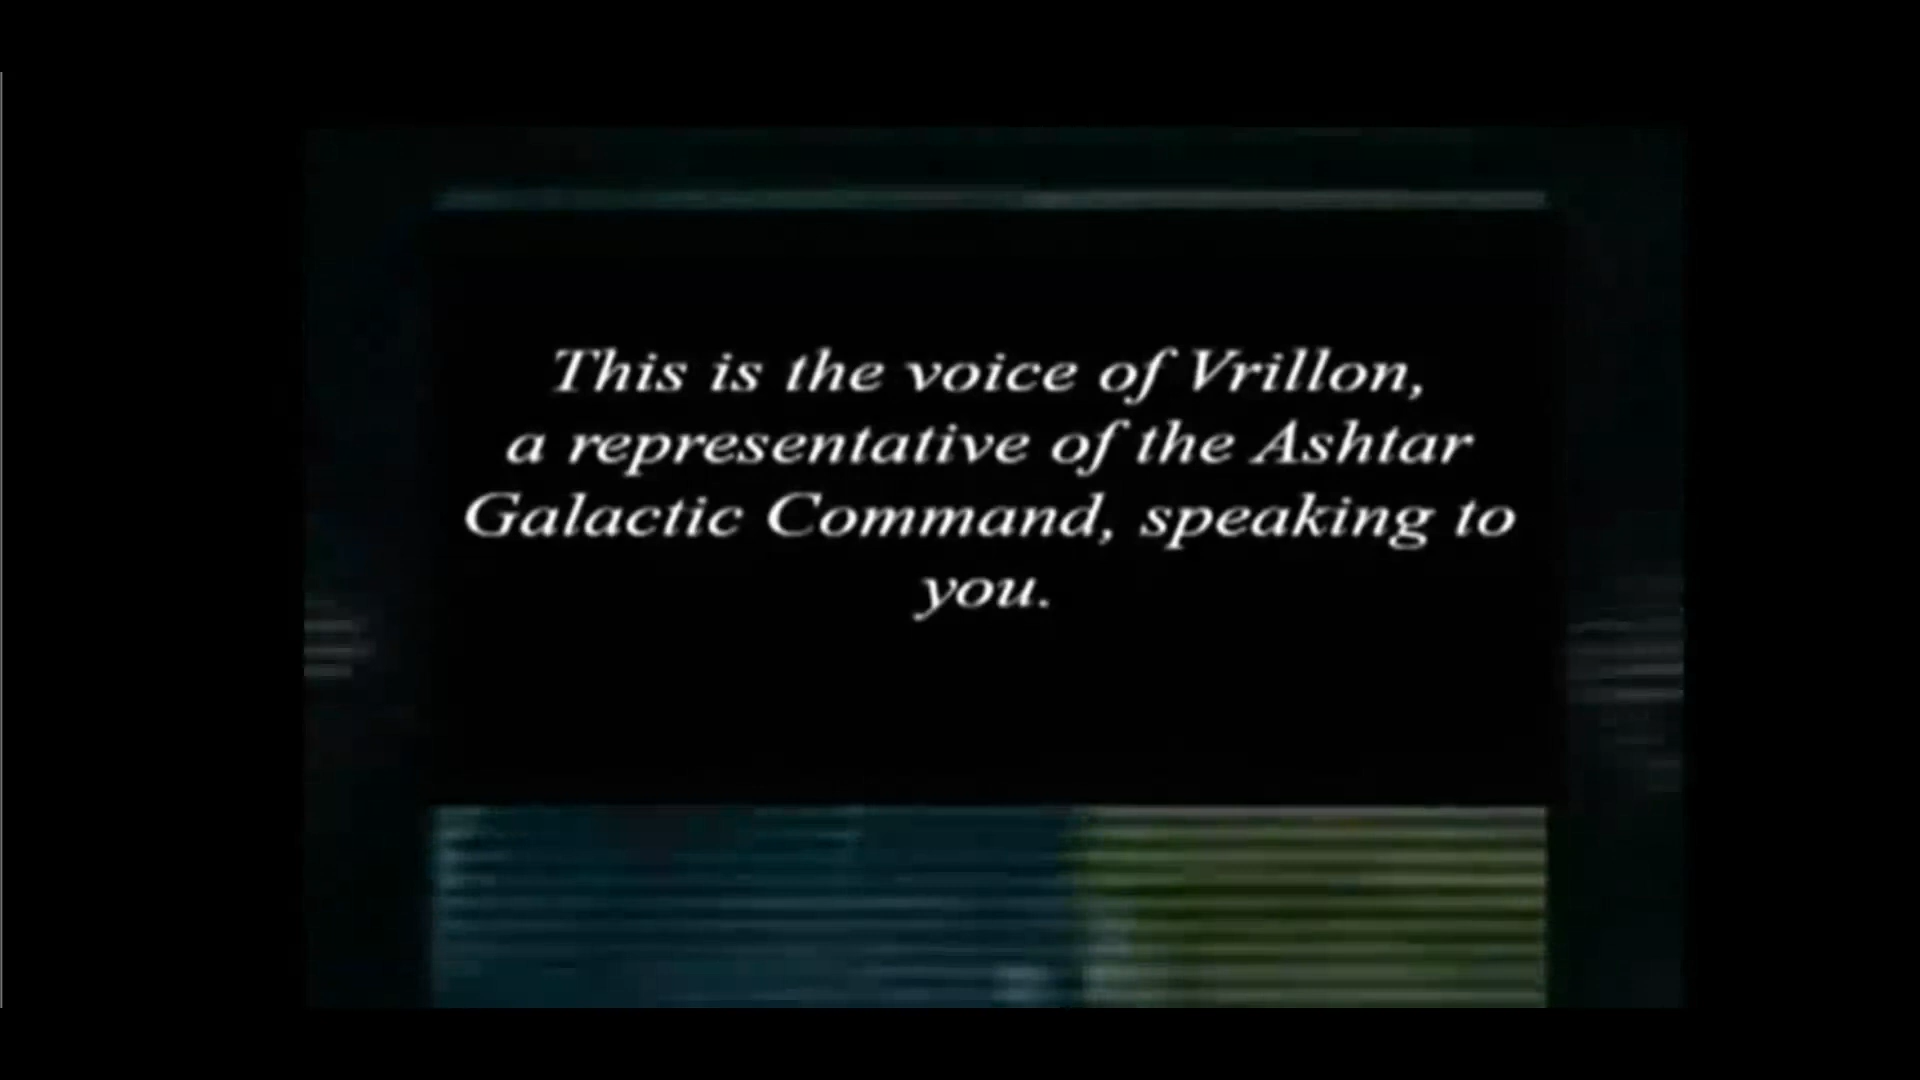 This is the voice of Vrillon,
a representative of the Ashtar
Galactic Command, speaking to
you.